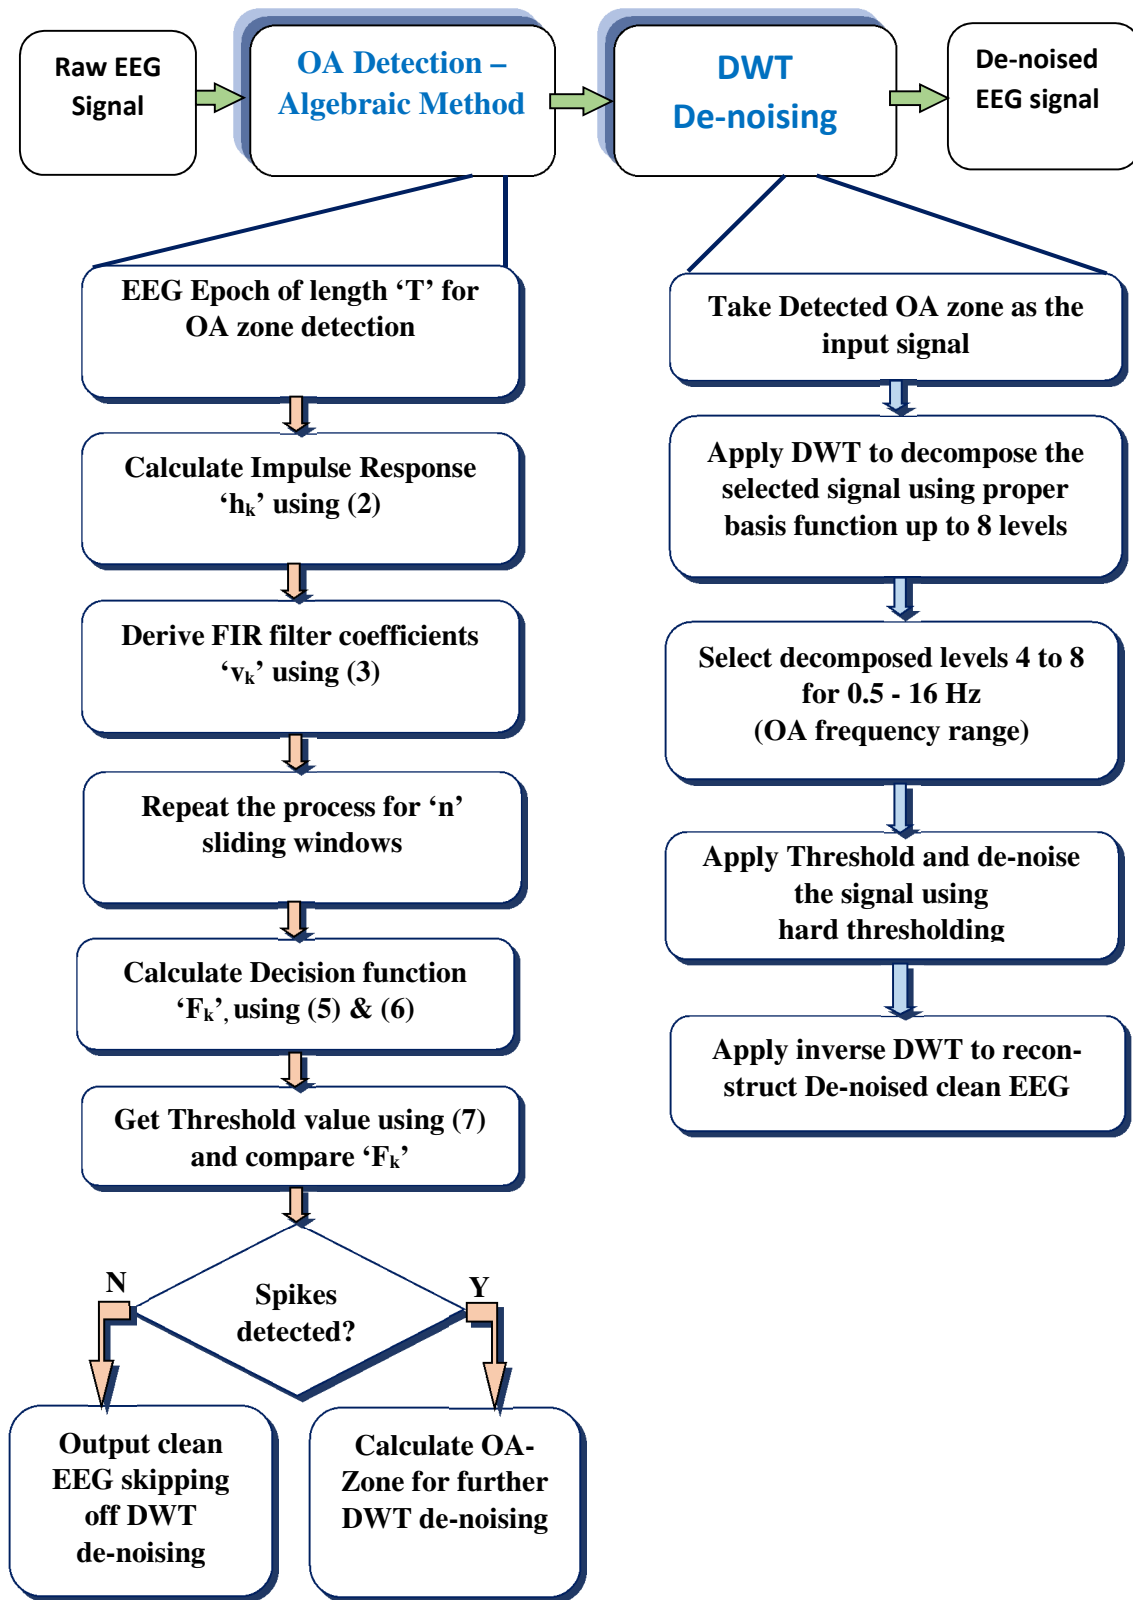 Raw EEG
Signal
OA Detection –
Algebraic Method
DWT
De-noising
De-noised
EEG signal
EEG Epoch of length ‘T’ for
OA zone detection
Calculate Impulse Response
‘hk’ using (2)
Derive FIR filter coefficients
‘vk’ using (3)
Repeat the process for ‘n’
sliding windows
Calculate Decision function
‘Fk’, using (5) & (6)
Get Threshold value using (7)
and compare ‘Fk’
Spikes
detected?
N
Y
Output clean
EEG skipping
off DWT
de-noising
Calculate OA-
Zone for further
DWT de-noising
Take Detected OA zone as the
input signal
Apply DWT to decompose the
selected signal using proper
basis function up to 8 levels
Select decomposed levels 4 to 8
for 0.5 - 16 Hz
(OA frequency range)
Apply Threshold and de-noise
the signal using
hard thresholding
Apply inverse DWT to recon-
struct De-noised clean EEG